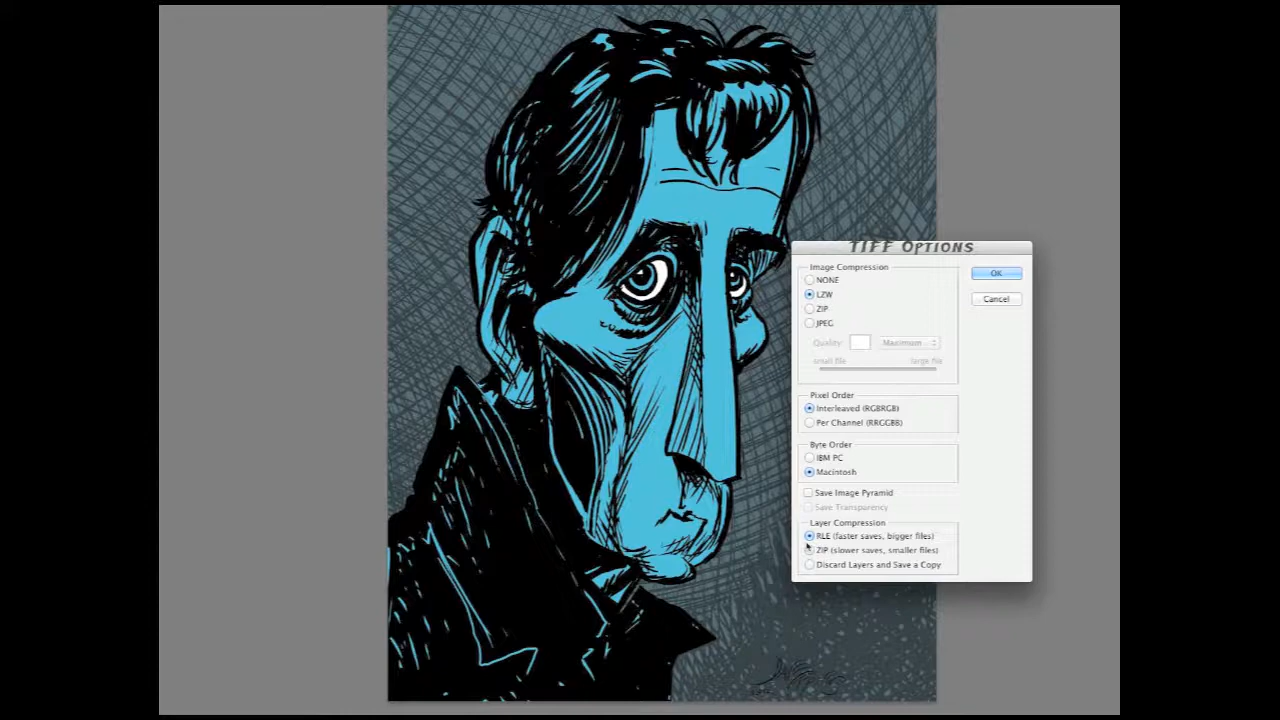 TIFF Options
Image Compression
NONE
LZW
ZIP
JPEG
Quality:
Maximum
small file
large file
OK
Cancel
Pixel Order
Interleaved (RGBRGB)
Per Channel (RRGGBB)
Byte Order
IBM PC
Macintosh
Save Image Pyramid
Save Transparency
Layer Compression
RLE (faster saves, bigger files)
ZIP (slower saves, smaller files)
Discard Layers and Save a Copy